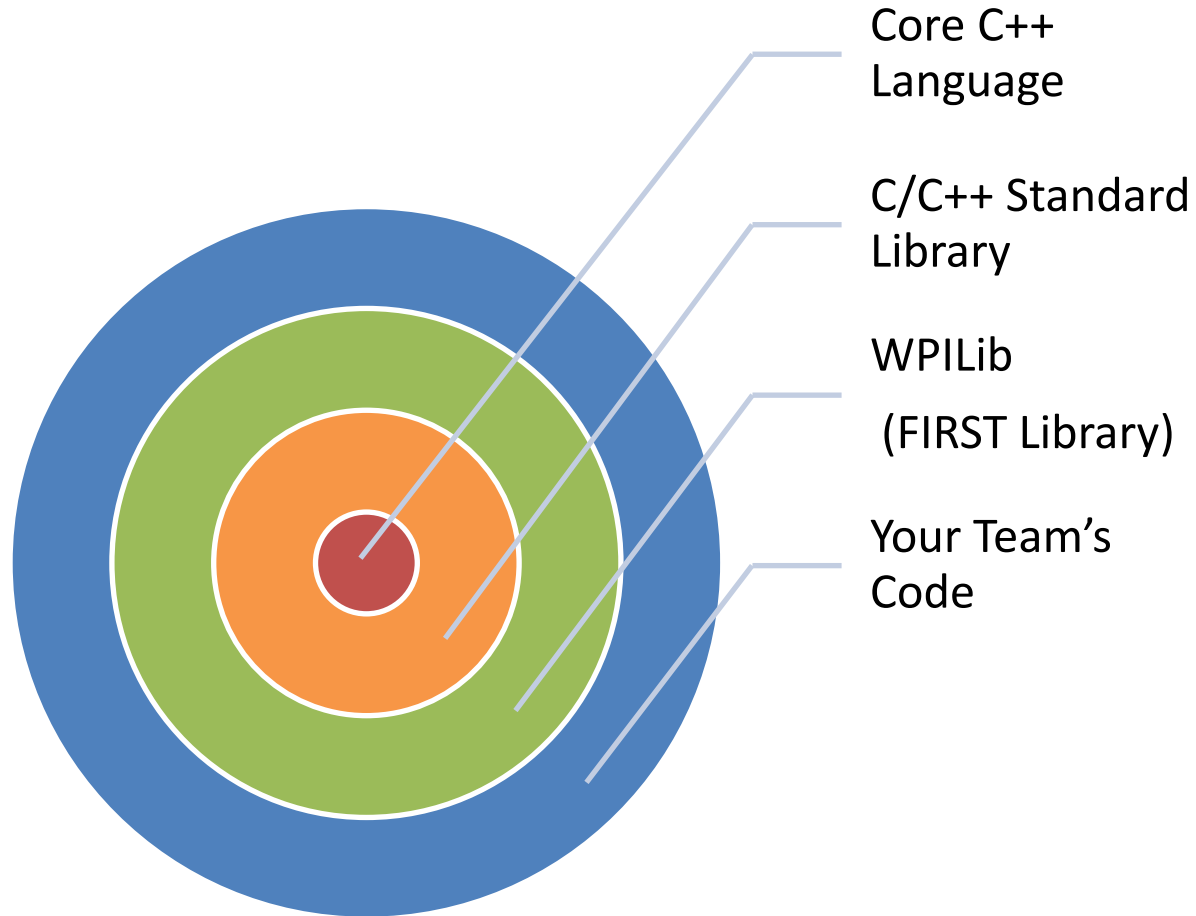 Core C++
Language
C/C++ Standard
Library
WPILib
(FIRST Library)
Your Team’s
Code